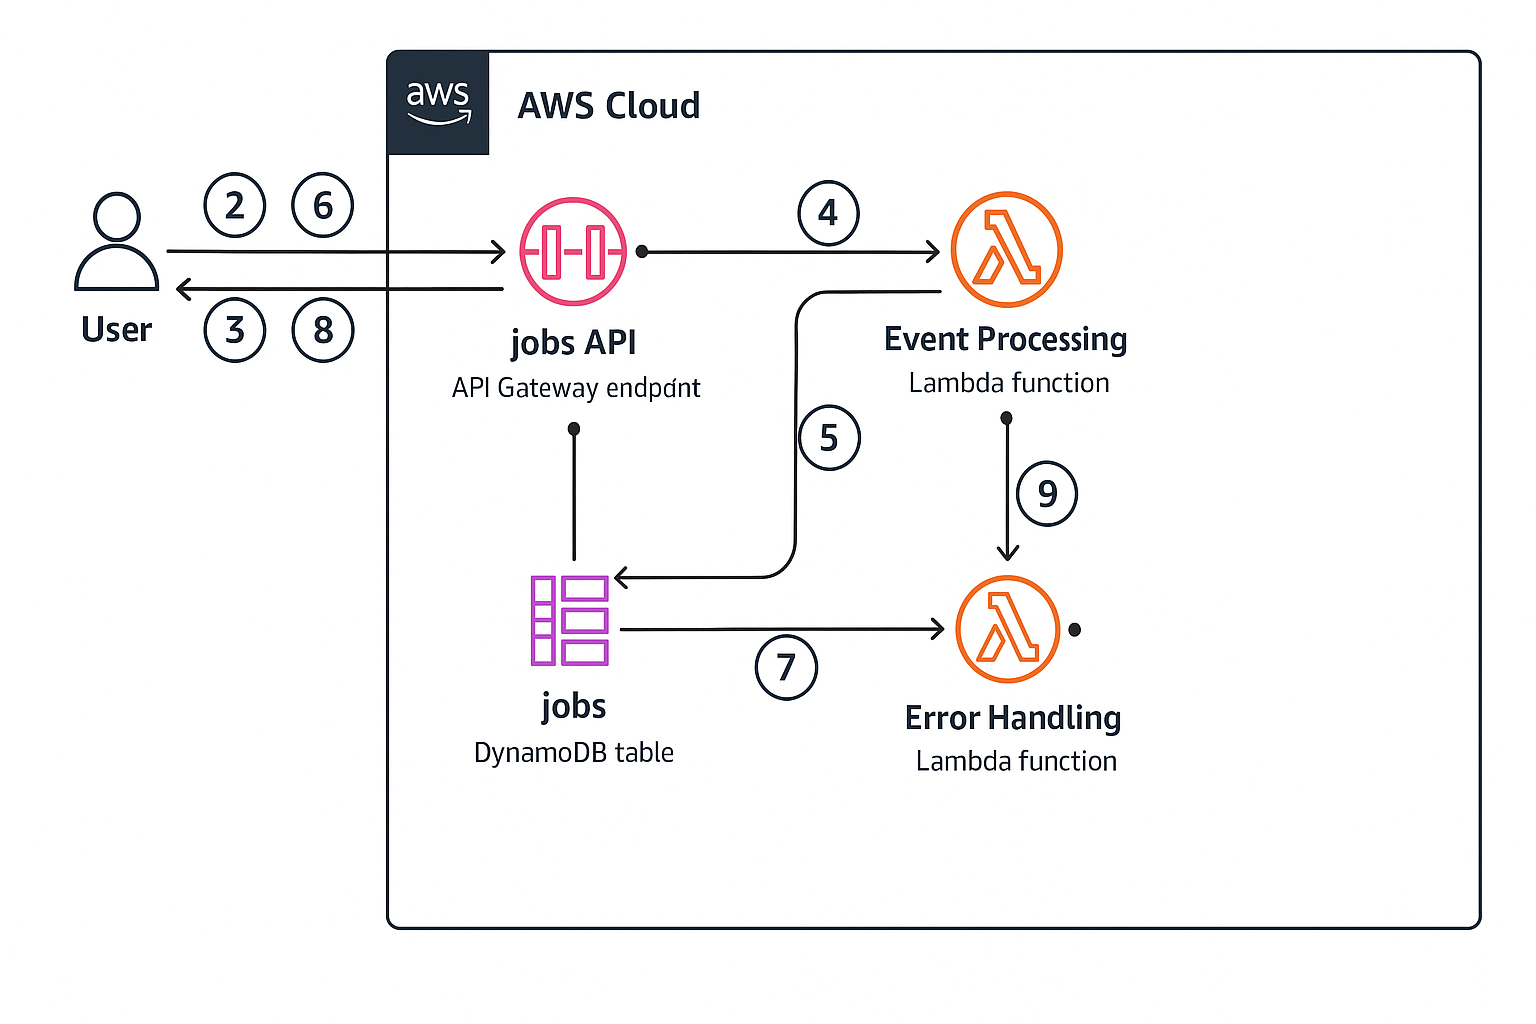 aws
AWS Cloud
2 6
4
User
3 8
jobs API
API Gateway endpant
Event Processing
Lambda function
5
9
7
jobs
DynamoDB table
Error Handling
Lambda function